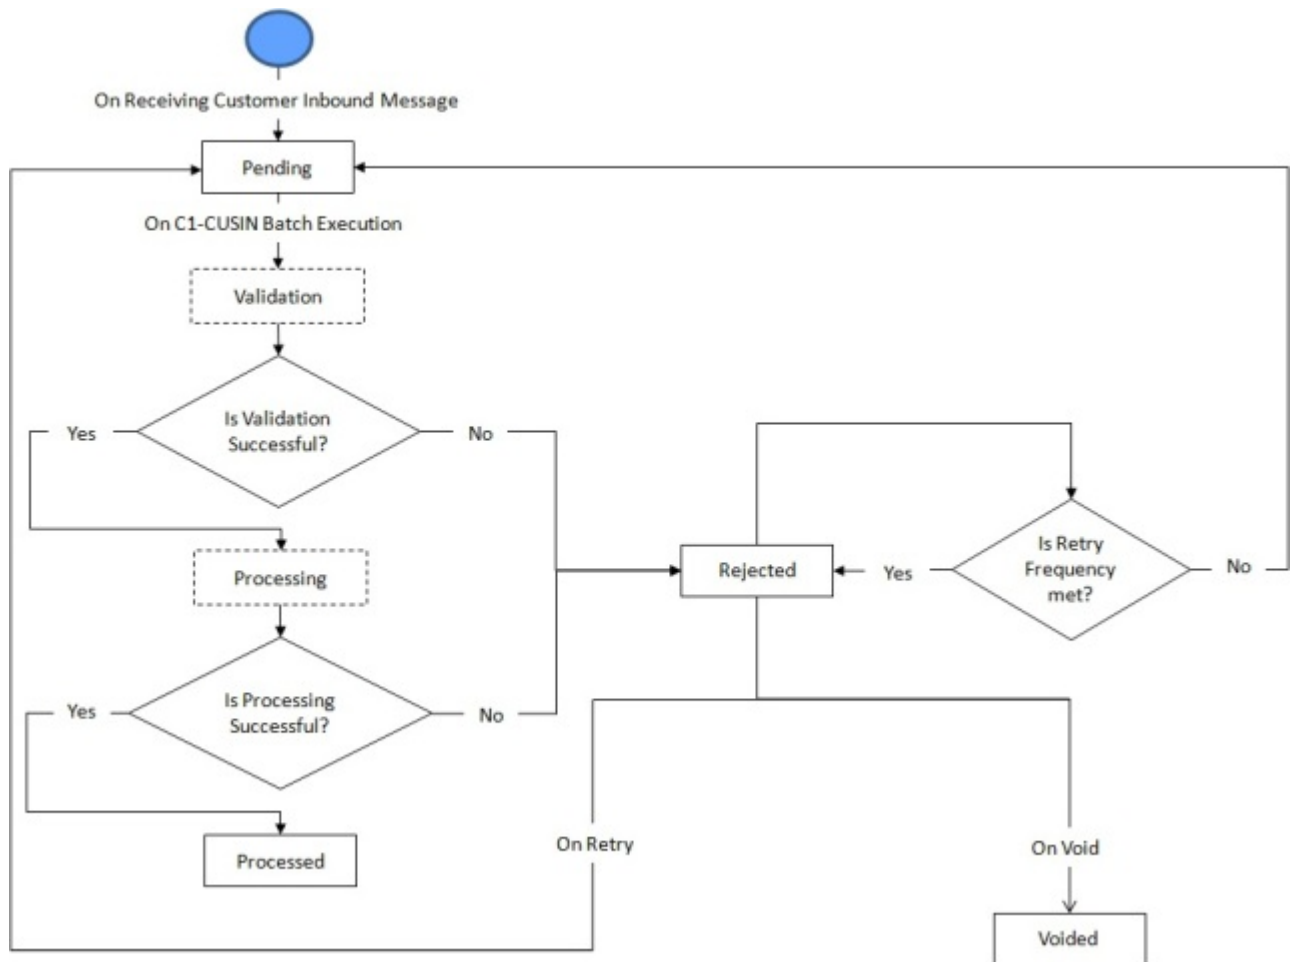 On Receiving Customer Inbound Message
Pending
On C1-CUSIN Batch Execution
Validation
Is Validation
Successful?
Yes
No
Processing
Is Processing
Successful?
Yes
No
Processed
Rejected
Is Retry
Frequency
met?
Yes
No
On Retry
On Void
Voided